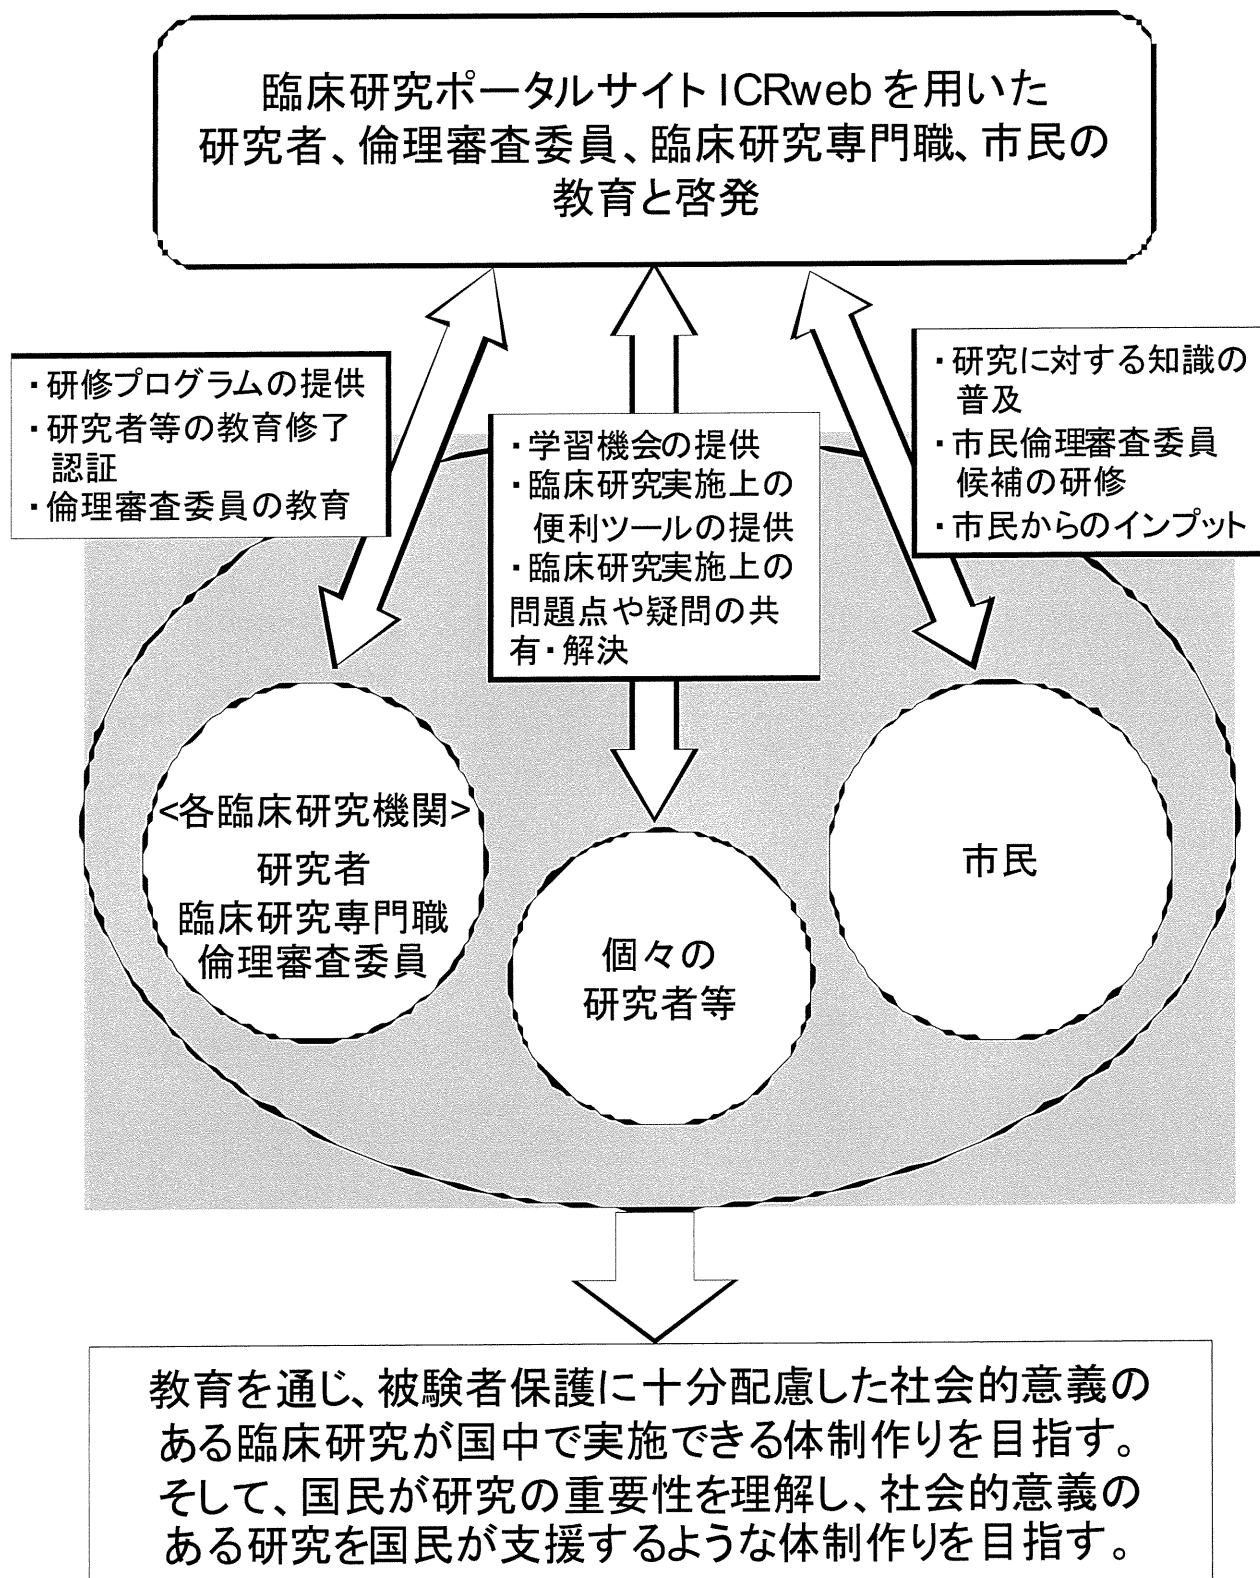 臨床研究ポータルサイト ICRweb を用いた
研究者、倫理審査委員、臨床研究専門職、市民の
教育と啓発
・研修プログラムの提供
・研究者等の教育修了
認証
・倫理審査委員の教育
・学習機会の提供
・臨床研究実施上の
便利ツールの提供
・臨床研究実施上の
問題点や疑問の共
有・解決
・研究に対する知識の
普及
・市民倫理審査委員
候補の研修
・市民からのインプット
<各臨床研究機関>
研究者
臨床研究専門職
倫理審査委員
個々の
研究者等
市民
教育を通じ、被験者保護に十分配慮した社会的意義の
ある臨床研究が国中で実施できる体制作りを目指す。
そして、国民が研究の重要性を理解し、社会的意義の
ある研究を国民が支援するような体制作りを目指す。